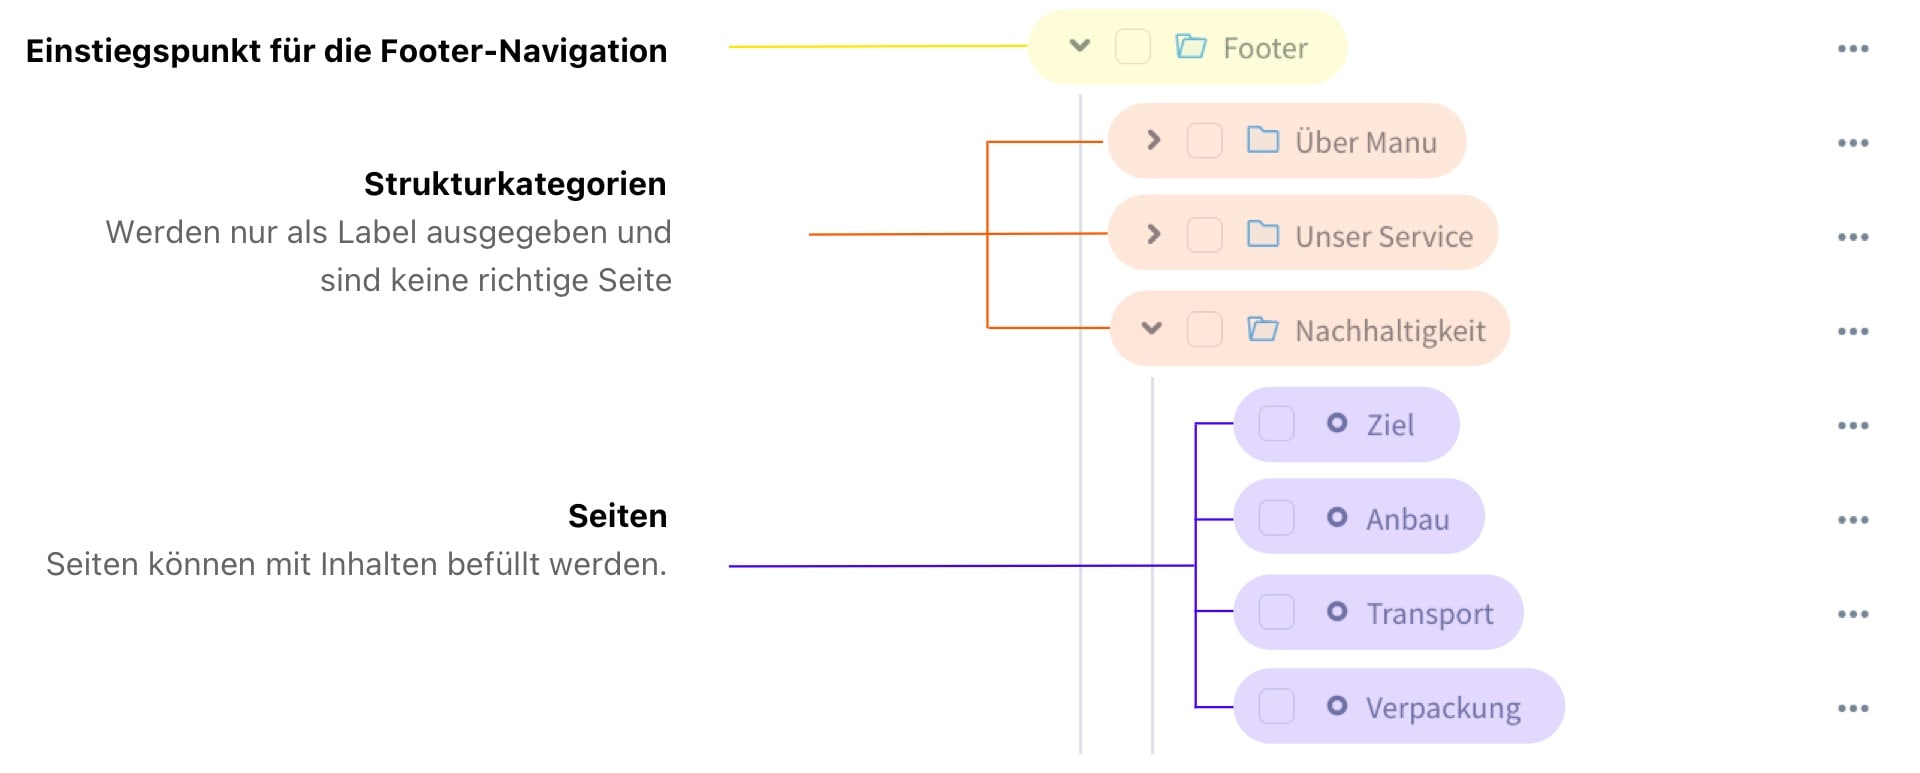 Einstiegspunkt für die Footer-Navigation
Footer
Über Manu
Strukturkategorien
Werden nur als Label ausgegeben und
sind keine richtige Seite
Unser Service
Nachhaltigkeit
Ziel
Seiten
Seiten können mit Inhalten befüllt werden.
Anbau
Transport
Verpackung